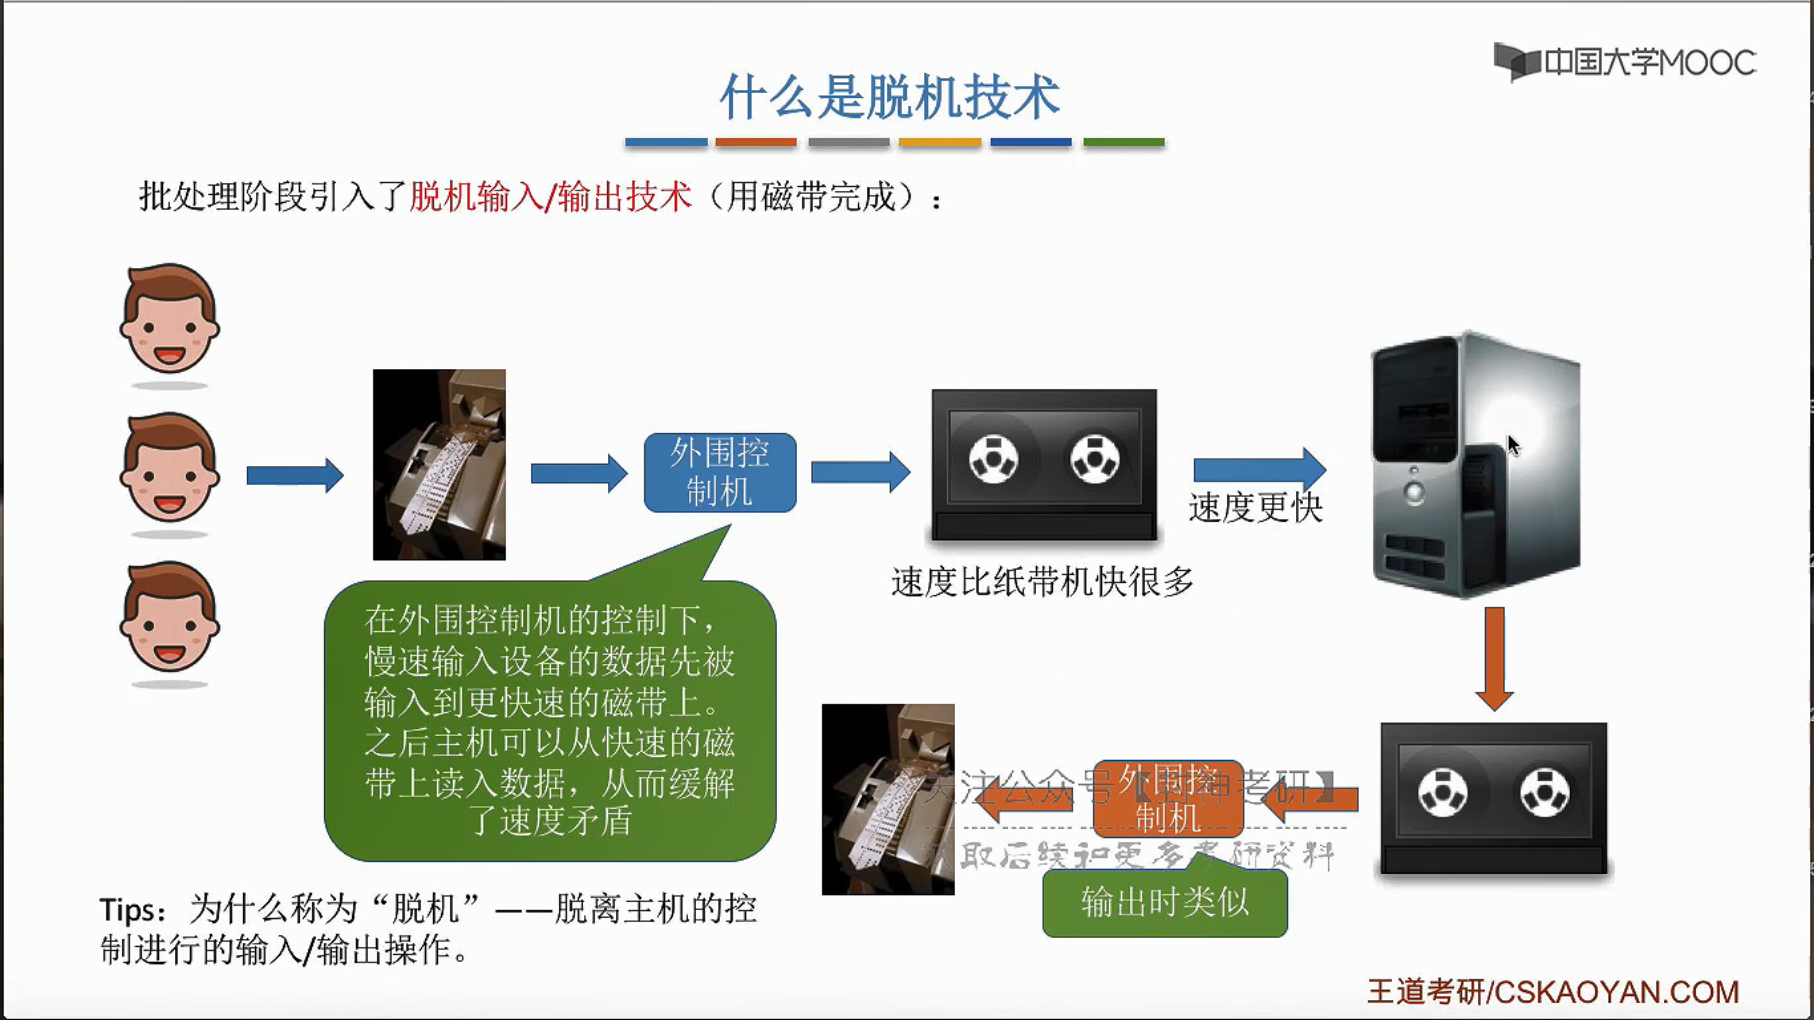 中国大学MOOC
什么是脱机技术
批处理阶段引入了脱机输入/输出技术（用磁带完成）：
外围控
制机
速度更快
速度比纸带机快很多
在外围控制机的控制下，
慢速输入设备的数据先被
输入到更快速的磁带上。
之后主机可以从快速的磁
带上读入数据，从而缓解
了速度矛盾
外围控
制机
关注公众号【封神考研】
取后续和更多考研资料
输出时类似
Tips：为什么称为“脱机”——脱离主机的控
制进行的输入/输出操作。
王道考研/CSKAOYAN.COM